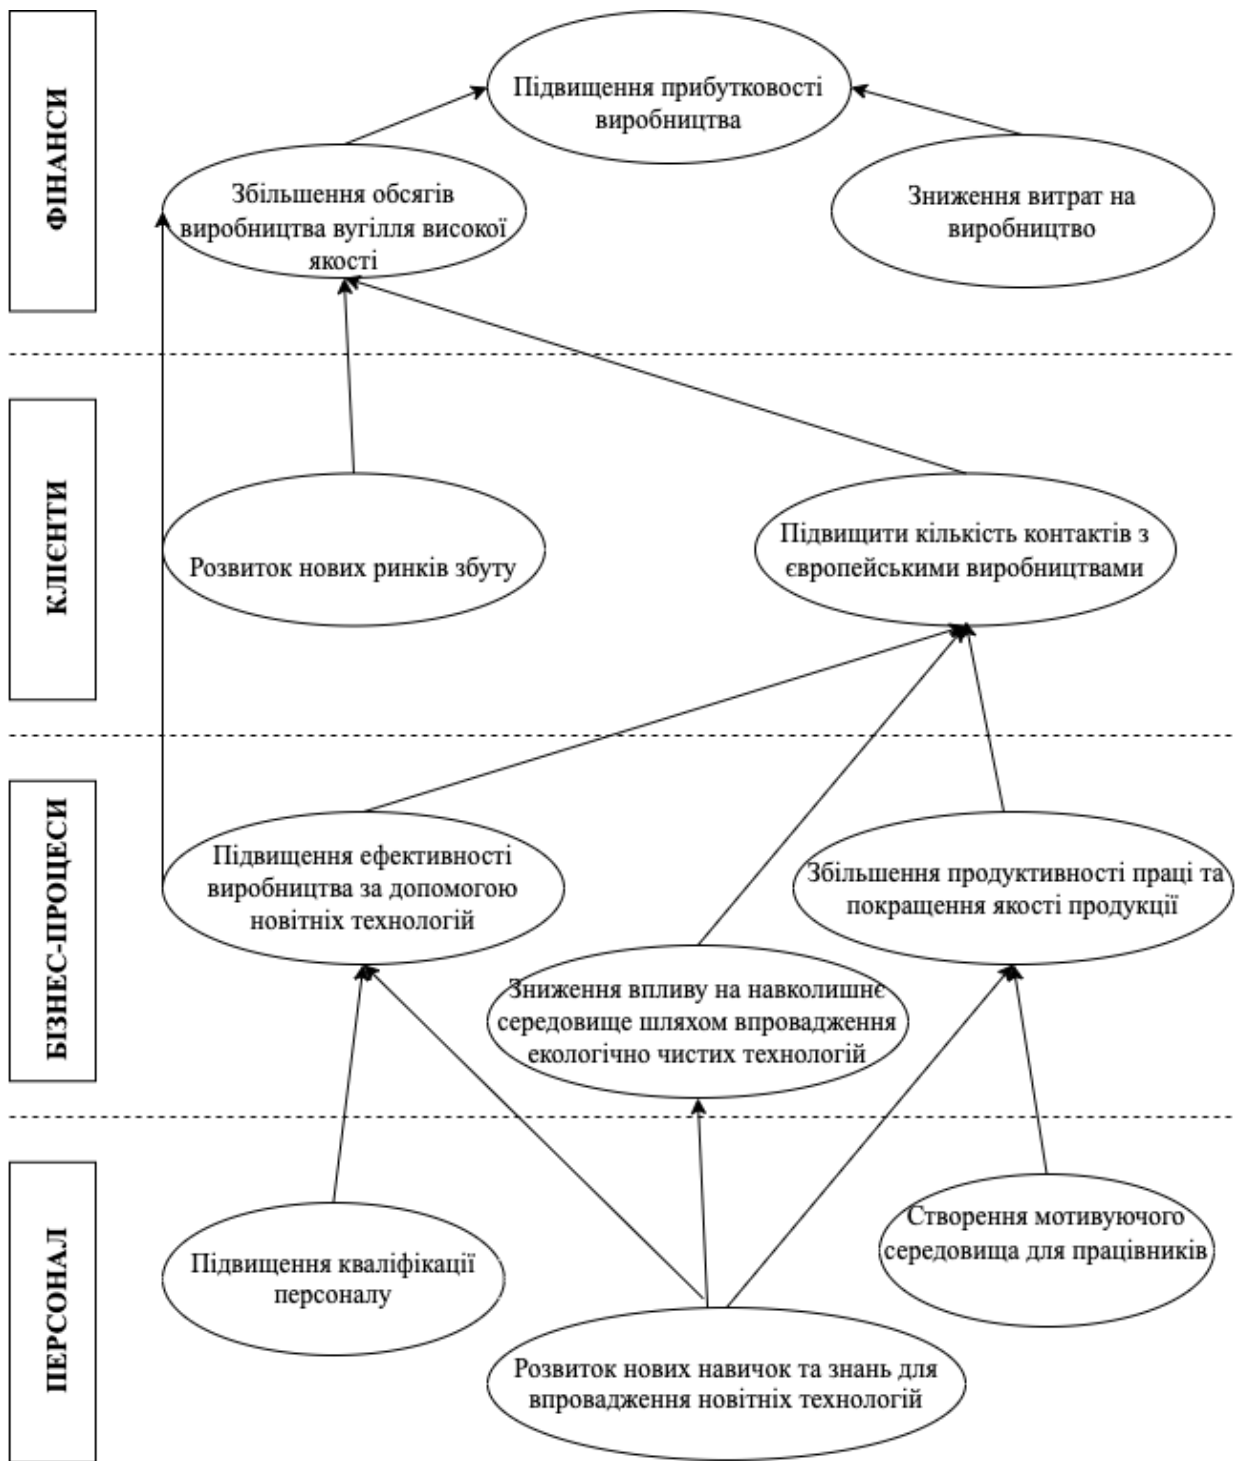 ФІНАНСИ
Підвищення прибутковості
виробництва
Збільшення обсягів
виробництва вугілля високої
якості
Зниження витрат на
виробництво
КЛІЄНТИ
Розвиток нових ринків збуту
Підвищити кількість контактів з
європейськими виробництвами
БІЗНЕС-ПРОЦЕСИ
Підвищення ефективності
виробництва за допомогою
новітніх технологій
Збільшення продуктивності праці та
покращення якості продукції
Зниження впливу на навколишнє
середовище шляхом впровадження
екологічно чистих технологій
ПЕРСОНАЛ
Підвищення кваліфікації
персоналу
Створення мотивуючого
середовища для працівників
Розвиток нових навичок та знань для
впровадження новітніх технологій